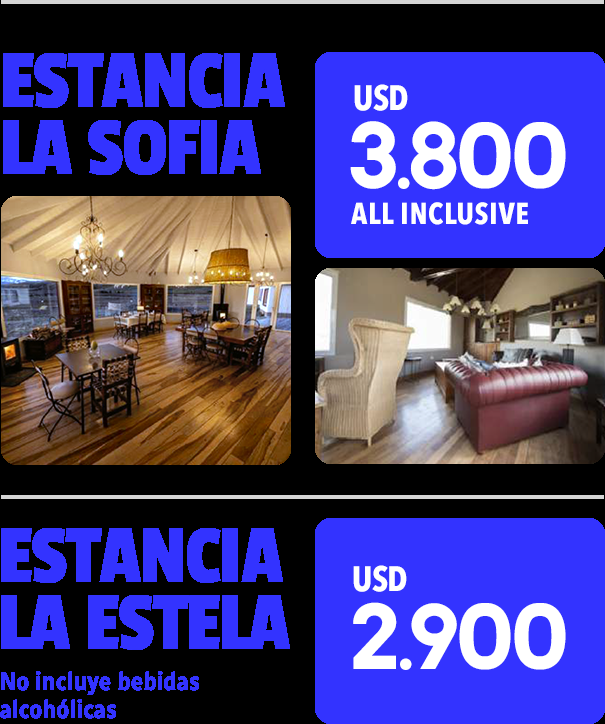 ESTANCIA
LA SOFIA
USD
3.800
ALL INCLUSIVE
ESTANCIA
LA ESTELA
No incluye bebidas
alcohólicas
USD
2.900